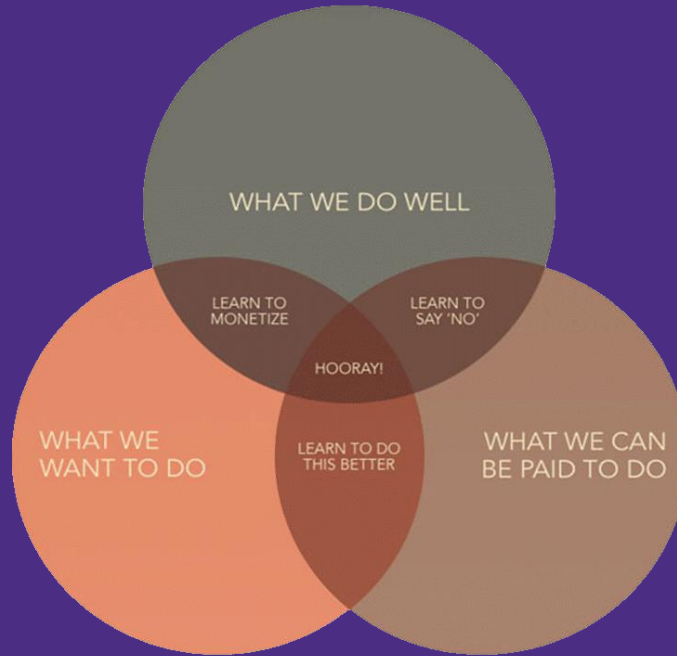 WHAT WE DO WELL
LEARN TO
MONETIZE
LEARN TO
SAY 'NO'
HOORAY!
WHAT WE
WANT TO DO
LEARN TO DO
THIS BETTER
WHAT WE CAN
BE PAID TO DO